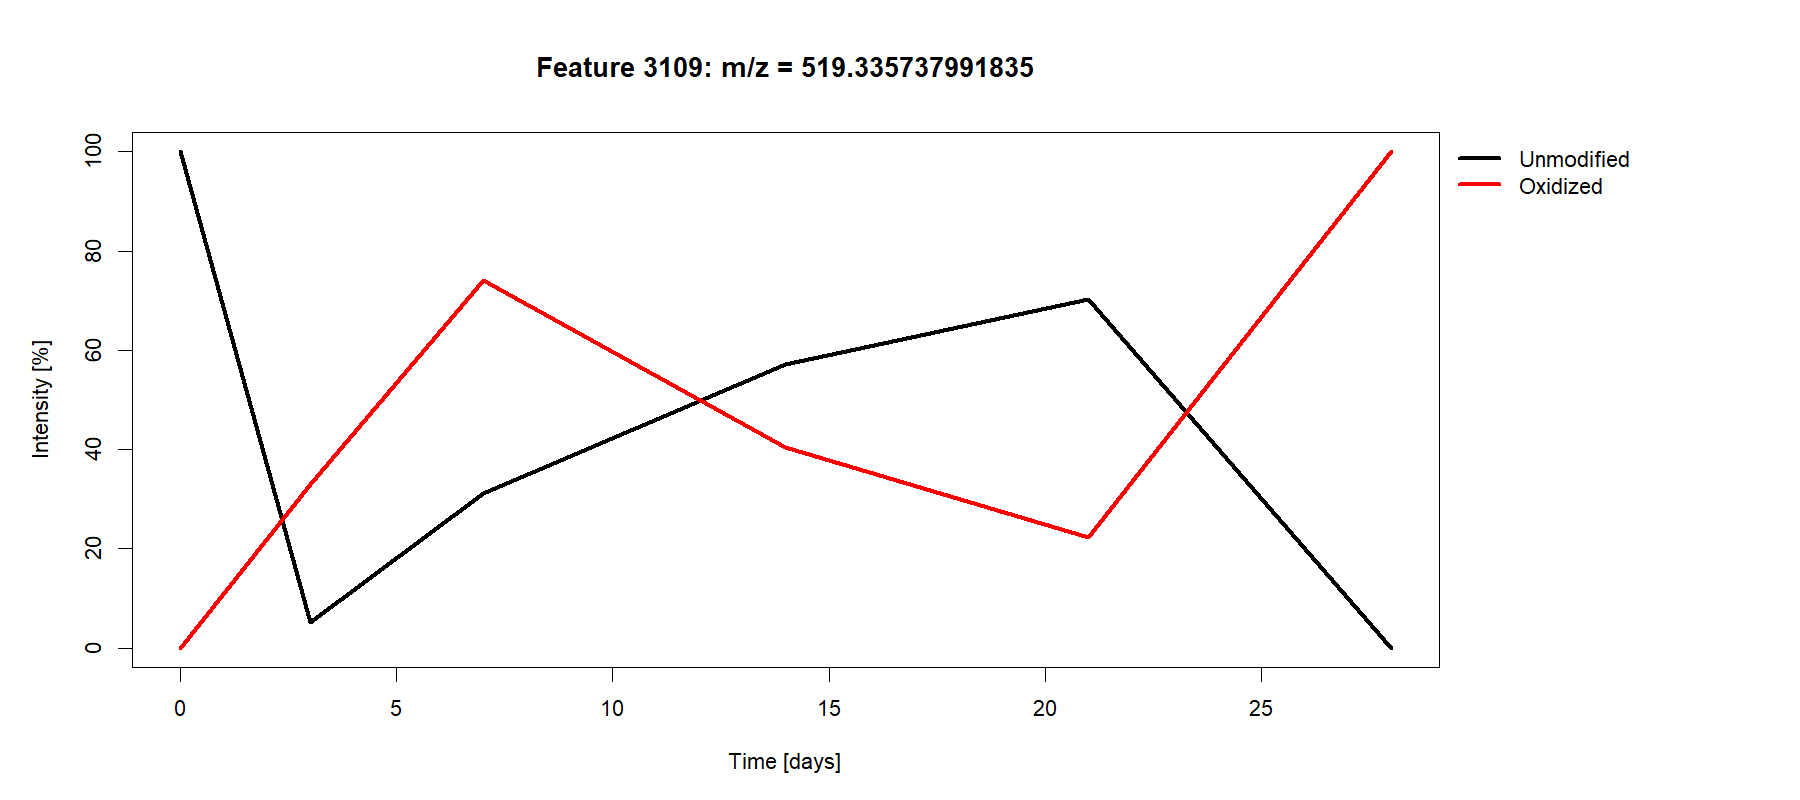 Feature 3109: m/z = 519.335737991835
Unmodified
Oxidized
Intensity [%]
100
80
60
40
20
0
0 5 10 15 20 25
Time [days]